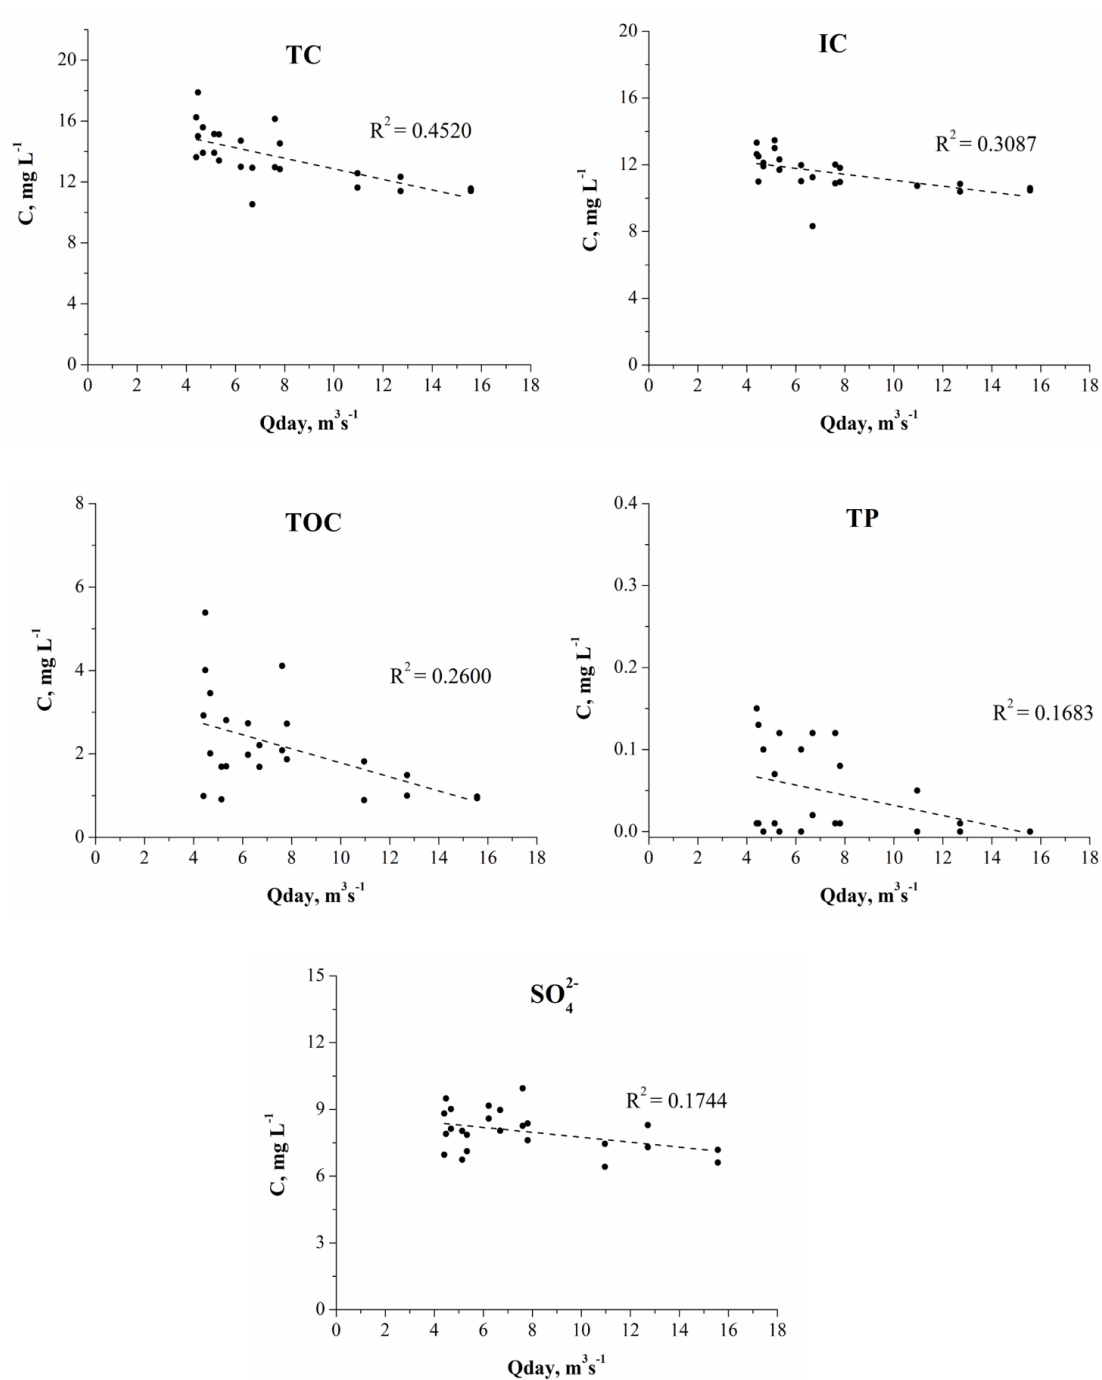 TC
R² = 0.4520
C, mg L⁻¹
20
16
12
8
4
0
0 2 4 6 8 10 12 14 16 18
Qday, m³s⁻¹
IC
R² = 0.3087
C, mg L⁻¹
20
16
12
8
4
0
0 2 4 6 8 10 12 14 16 18
Qday, m³s⁻¹
TOC
R² = 0.2600
C, mg L⁻¹
8
6
4
2
0
0 2 4 6 8 10 12 14 16 18
Qday, m³s⁻¹
TP
R² = 0.1683
C, mg L⁻¹
0.4
0.3
0.2
0.1
0.0
0 2 4 6 8 10 12 14 16 18
Qday, m³s⁻¹
SO₄²⁻
R² = 0.1744
C, mg L⁻¹
15
12
9
6
3
0
0 2 4 6 8 10 12 14 16 18
Qday, m³s⁻¹